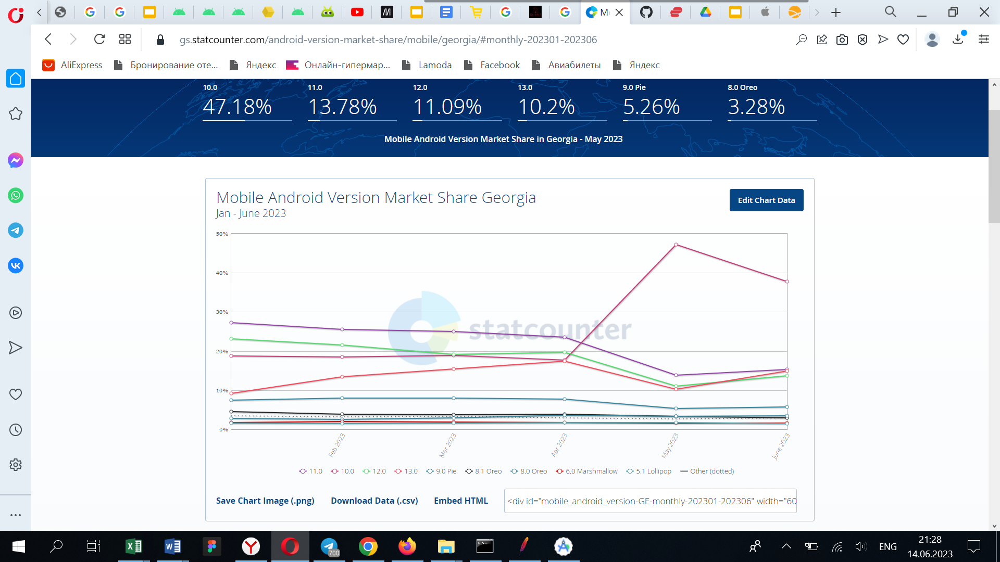 M
gs.statcounter.com/android-version-market-share/mobile/georgia/#monthly-202301-202306
AliExpress
Бронирование оте...
Яндекс
Онлайн-гипермар...
Lamoda
Facebook
Авиабилеты
Яндекс
10.0 11.0 12.0 13.0 9.0 Pie 8.0 Oreo
47.18% 13.78% 11.09% 10.2% 5.26% 3.28%
Mobile Android Version Market Share in Georgia - May 2023
Mobile Android Version Market Share Georgia
Jan - June 2023
Edit Chart Data
50%
40%
30%
20%
10%
0%
statcounter
Feb 2023 Mar 2023 Apr 2023 May 2023 June 2023
11.0 10.0 12.0 13.0 9.0 Pie 8.1 Oreo 8.0 Oreo 6.0 Marshmallow 5.1 Lollipop Other (dotted)
Save Chart Image (.png) Download Data (.csv) Embed HTML <div id="mobile_android_version-GE-monthly-202301-202306" width="60
700
ENG
21:28
14.06.2023